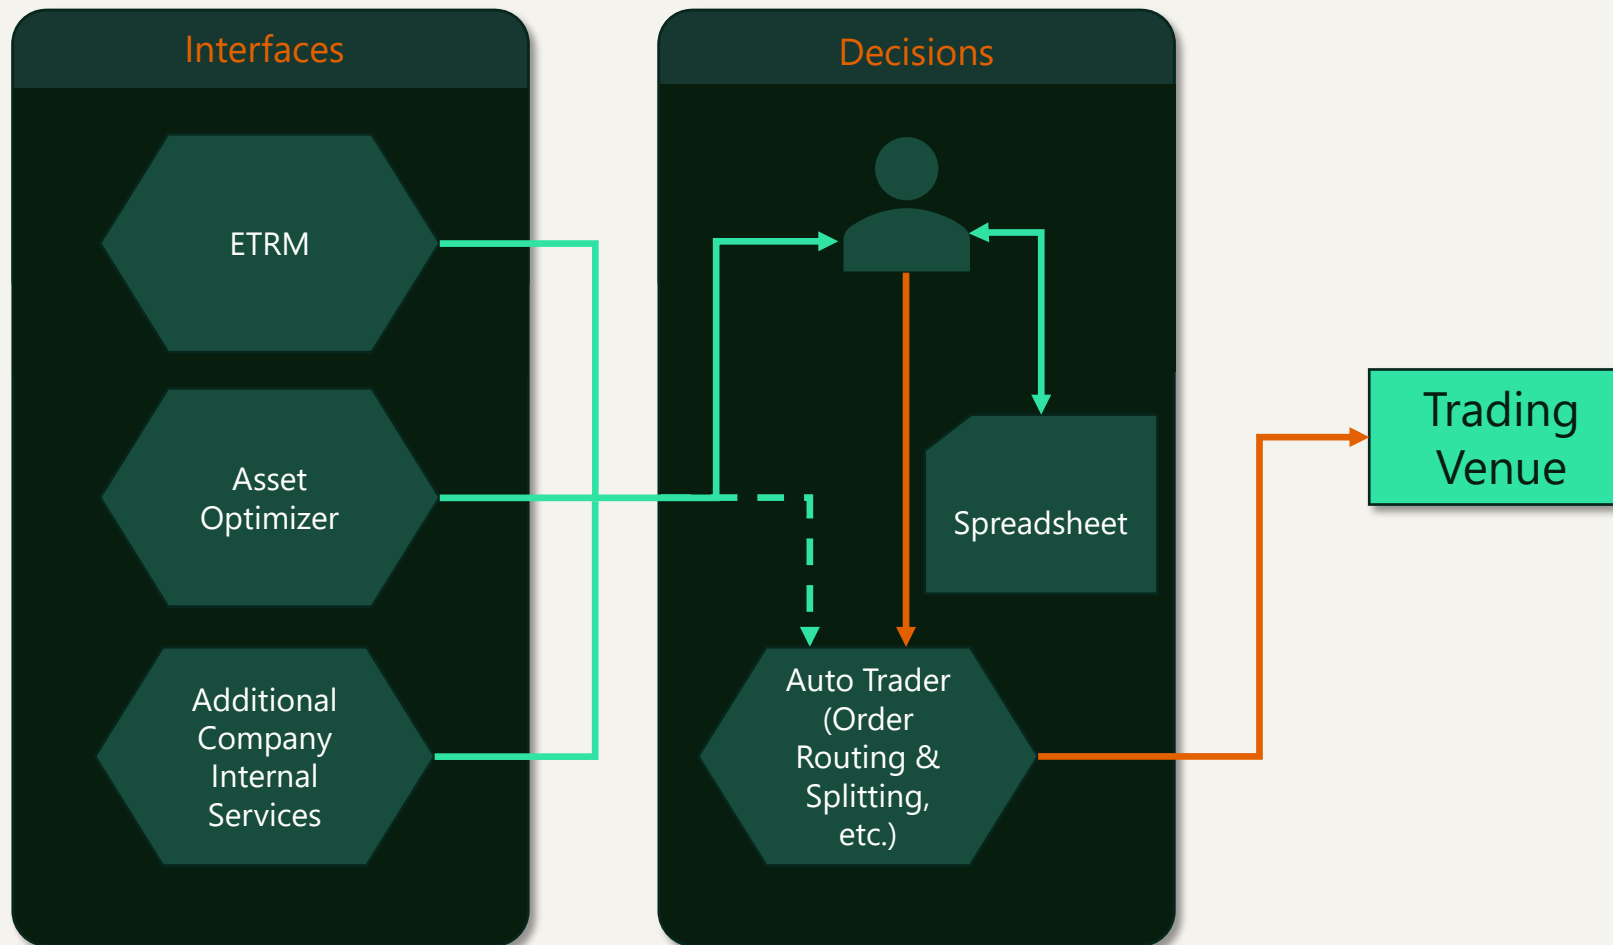 Interfaces
ETRM
Asset
Optimizer
Additional
Company
Internal
Services
Decisions
Spreadsheet
Auto Trader
(Order
Routing &
Splitting,
etc.)
Trading
Venue